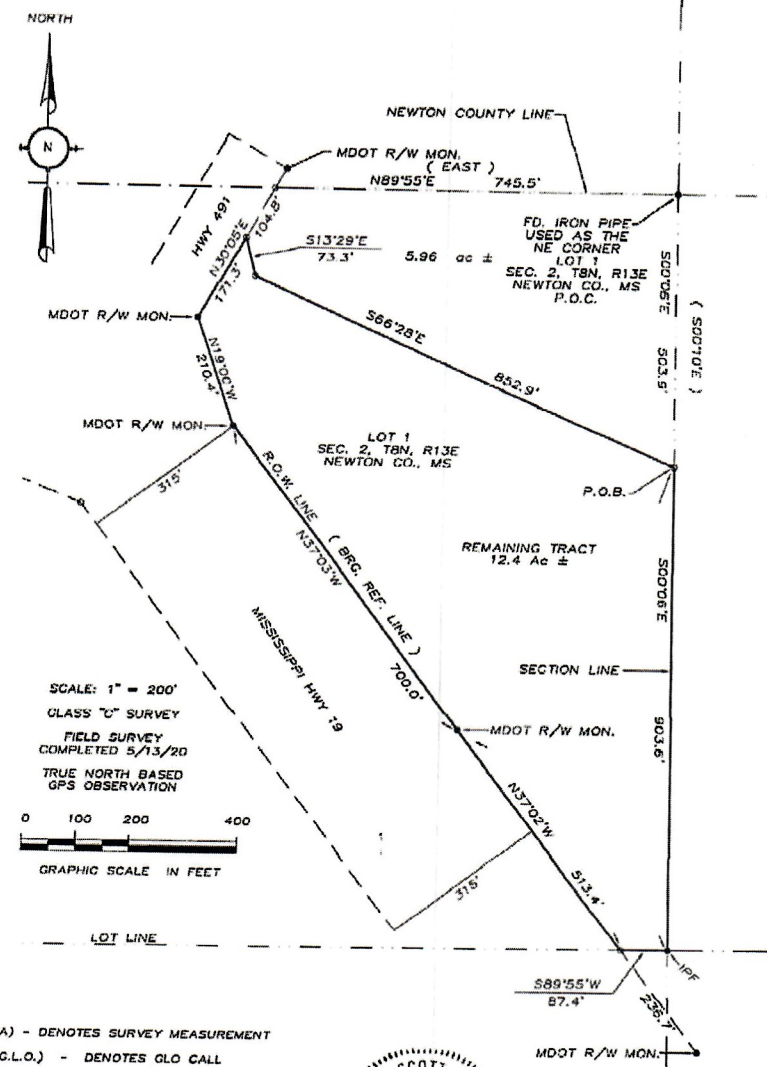 NORTH
N
NEWTON COUNTY LINE
MDOT R/W MON.
( EAST )
N89°55'E 745.5'
HWY 491
N30°05'E
104.8'
171.3'
S13°29'E
73.3'
5.96 ac ±
FD. IRON PIPE
USED AS THE
NE CORNER
LOT 1
SEC. 2, T8N, R13E
NEWTON CO., MS
P.O.C.
S00°06'E 503.9'
( S00°10'E )
MDOT R/W MON.
S66°28'E
852.9'
N19°00'W
210.4'
MDOT R/W MON.
LOT 1
SEC. 2, T8N, R13E
NEWTON CO., MS
P.O.B.
315'
R.O.W. LINE ( BRG. REF. LINE )
N37°03'W
700.0'
REMAINING TRACT
12.4 Ac ±
S00°06'E
MISSISSIPPI HWY 19
SECTION LINE
903.6'
SCALE: 1" = 200'
CLASS "C" SURVEY
FIELD SURVEY
COMPLETED 5/13/20
TRUE NORTH BASED
GPS OBSERVATION
MDOT R/W MON.
0 100 200 400
GRAPHIC SCALE IN FEET
N37°02'W
513.4'
315'
LOT LINE
IPF
S89°55'W
87.4'
236.7'
A) - DENOTES SURVEY MEASUREMENT
G.L.O.) - DENOTES GLO CALL
SCOTT
MDOT R/W MON.